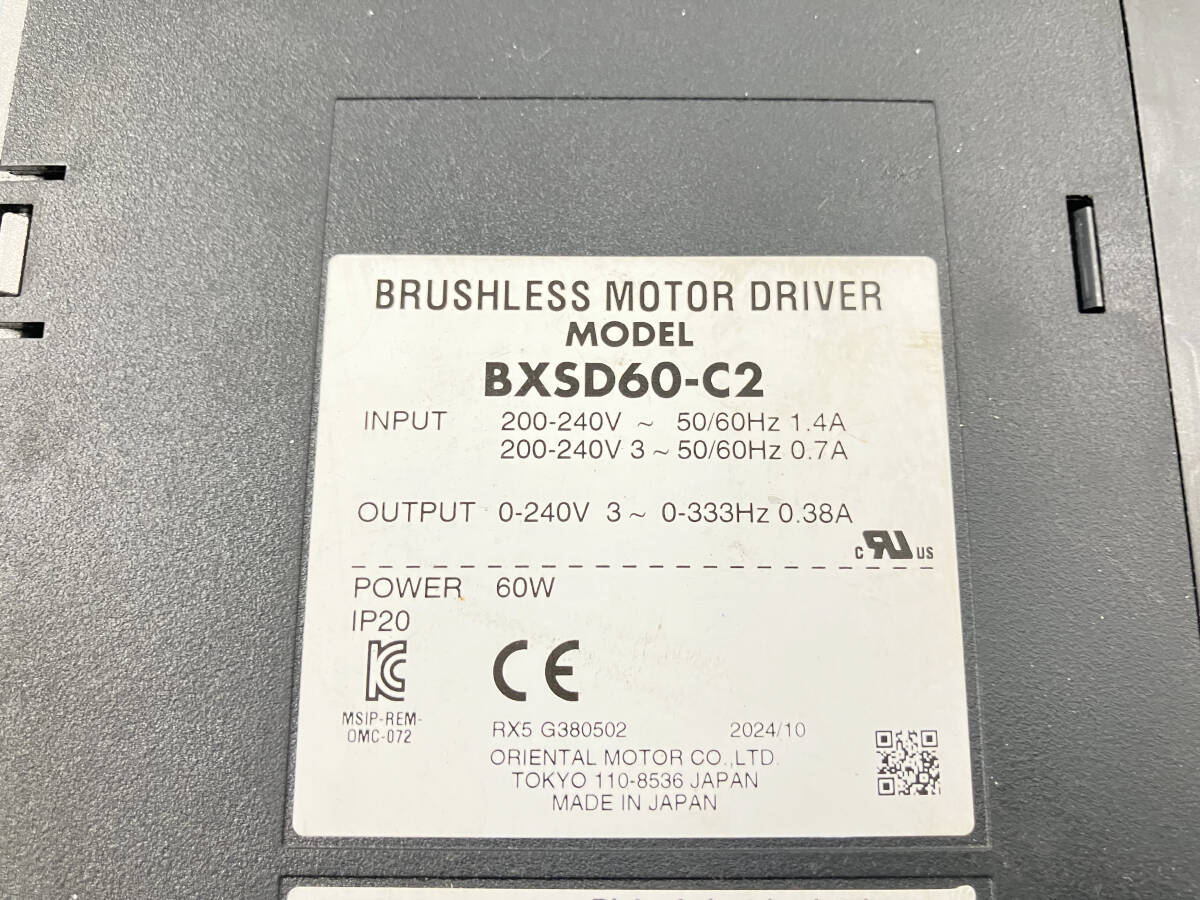 BRUSHLESS MOTOR DRIVER
MODEL
BXSD60-C2
INPUT 200-240V ~ 50/60Hz 1.4A
200-240V 3~ 50/60Hz 0.7A
OUTPUT 0-240V 3~ 0-333Hz 0.38A
c RU US
POWER 60W
IP20
KC
CE
MSIP-REM-
OMC-072
RX5 G380502 2024/10
ORIENTAL MOTOR CO.,LTD.
TOKYO 110-8536 JAPAN
MADE IN JAPAN